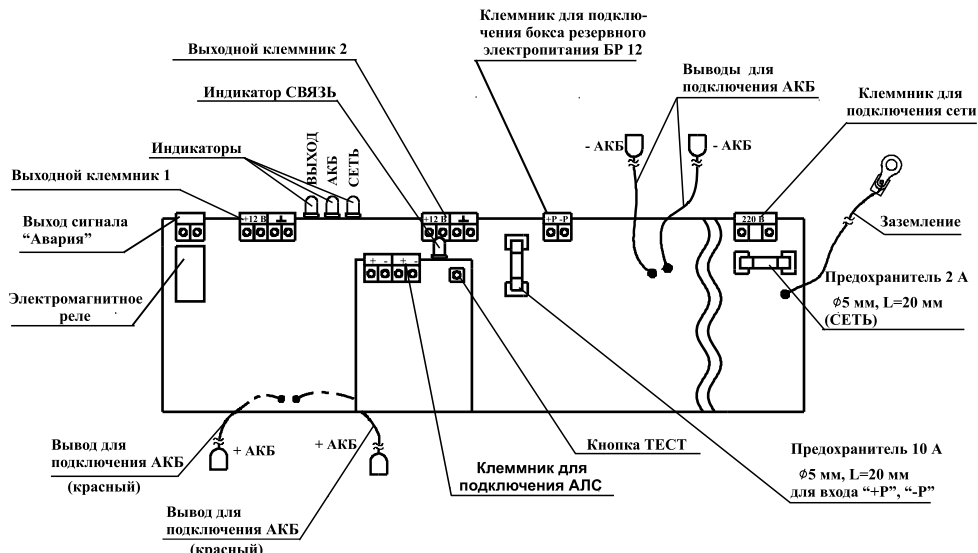 Клеммник для подклю-
чения бокса резервного
электропитания БР 12
Выходной клеммник 2
Выводы для
подключения АКБ
Индикатор СВЯЗЬ
Клеммник для
подключения сети
Индикаторы
ВЫХОД
АКБ
СЕТЬ
- АКБ
- АКБ
Выходной клеммник 1
Выход сигнала
“Авария”
+12 В
+12 В
+P -P
220 В
Заземление
+ - + -
Электромагнитное
реле
Предохранитель 2 А
ϕ5 мм, L=20 мм
(СЕТЬ)
Вывод для
подключения АКБ
(красный)
+ АКБ
+ АКБ
Кнопка ТЕСТ
Клеммник для
подключения АЛС
Предохранитель 10 А
ϕ5 мм, L=20 мм
для входа “+P”, “-P”
Вывод для
подключения АКБ
(красный)